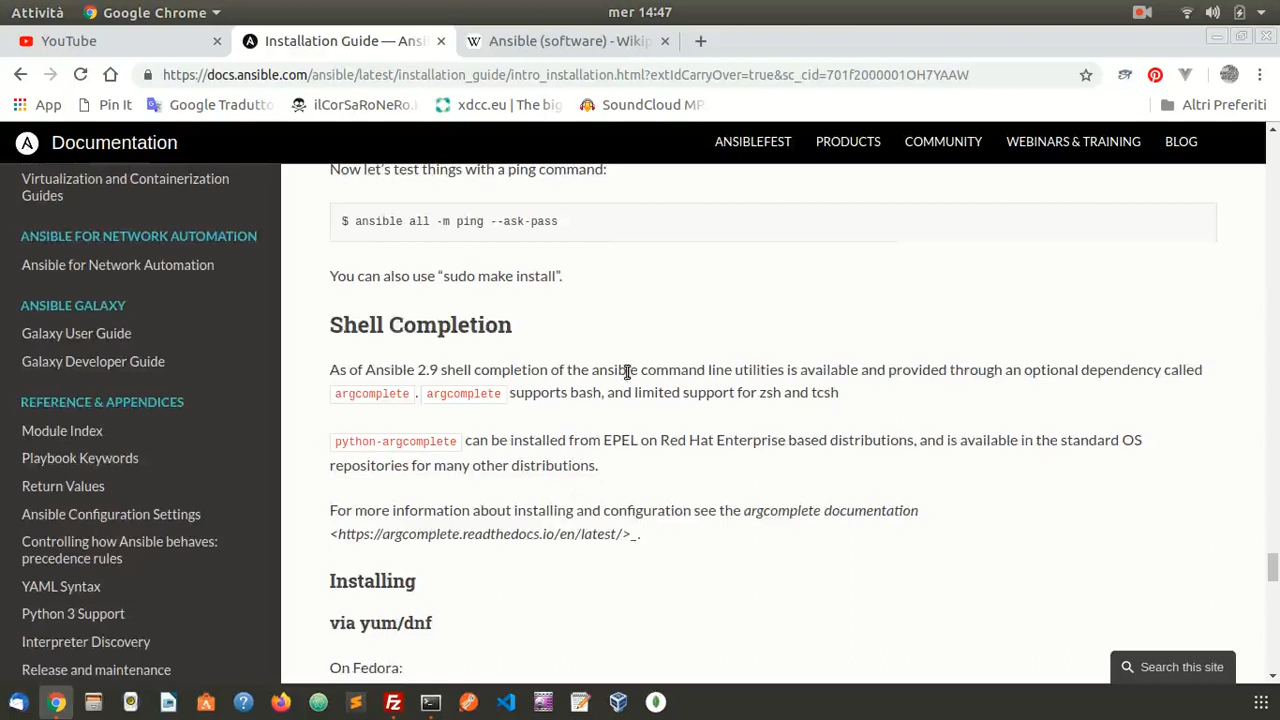 Attività
Google Chrome
mer 14:47
YouTube
Installation Guide — Ansi
Ansible (software) - Wikip
https://docs.ansible.com/ansible/latest/installation_guide/intro_installation.html?extIdCarryOver=true&sc_cid=701f2000001OH7YAAW
App
Pin It
Google Tradutto
ilCorSaRoNeRo.i
xdcc.eu | The big
SoundCloud MP
Altri Preferiti
A Documentation
ANSIBLEFEST
PRODUCTS
COMMUNITY
WEBINARS & TRAINING
BLOG
Virtualization and Containerization
Guides
ANSIBLE FOR NETWORK AUTOMATION
Ansible for Network Automation
ANSIBLE GALAXY
Galaxy User Guide
Galaxy Developer Guide
REFERENCE & APPENDICES
Module Index
Playbook Keywords
Return Values
Ansible Configuration Settings
Controlling how Ansible behaves:
precedence rules
YAML Syntax
Python 3 Support
Interpreter Discovery
Release and maintenance
Now let’s test things with a ping command:
$ ansible all -m ping --ask-pass
You can also use “sudo make install”.
Shell Completion
As of Ansible 2.9 shell completion of the ansible command line utilities is available and provided through an optional dependency called
argcomplete . argcomplete supports bash, and limited support for zsh and tcsh
python-argcomplete can be installed from EPEL on Red Hat Enterprise based distributions, and is available in the standard OS
repositories for many other distributions.
For more information about installing and configuration see the argcomplete documentation
<https://argcomplete.readthedocs.io/en/latest/>_.
Installing
via yum/dnf
On Fedora:
Search this site